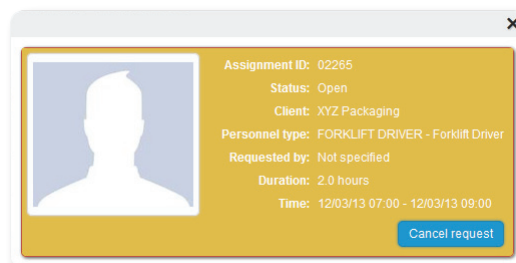 Assignment ID: 02265
Status: Open
Client: XYZ Packaging
Personnel type: FORKLIFT DRIVER - Forklift Driver
Requested by: Not specified
Duration: 2.0 hours
Time: 12/03/13 07:00 - 12/03/13 09:00
Cancel request